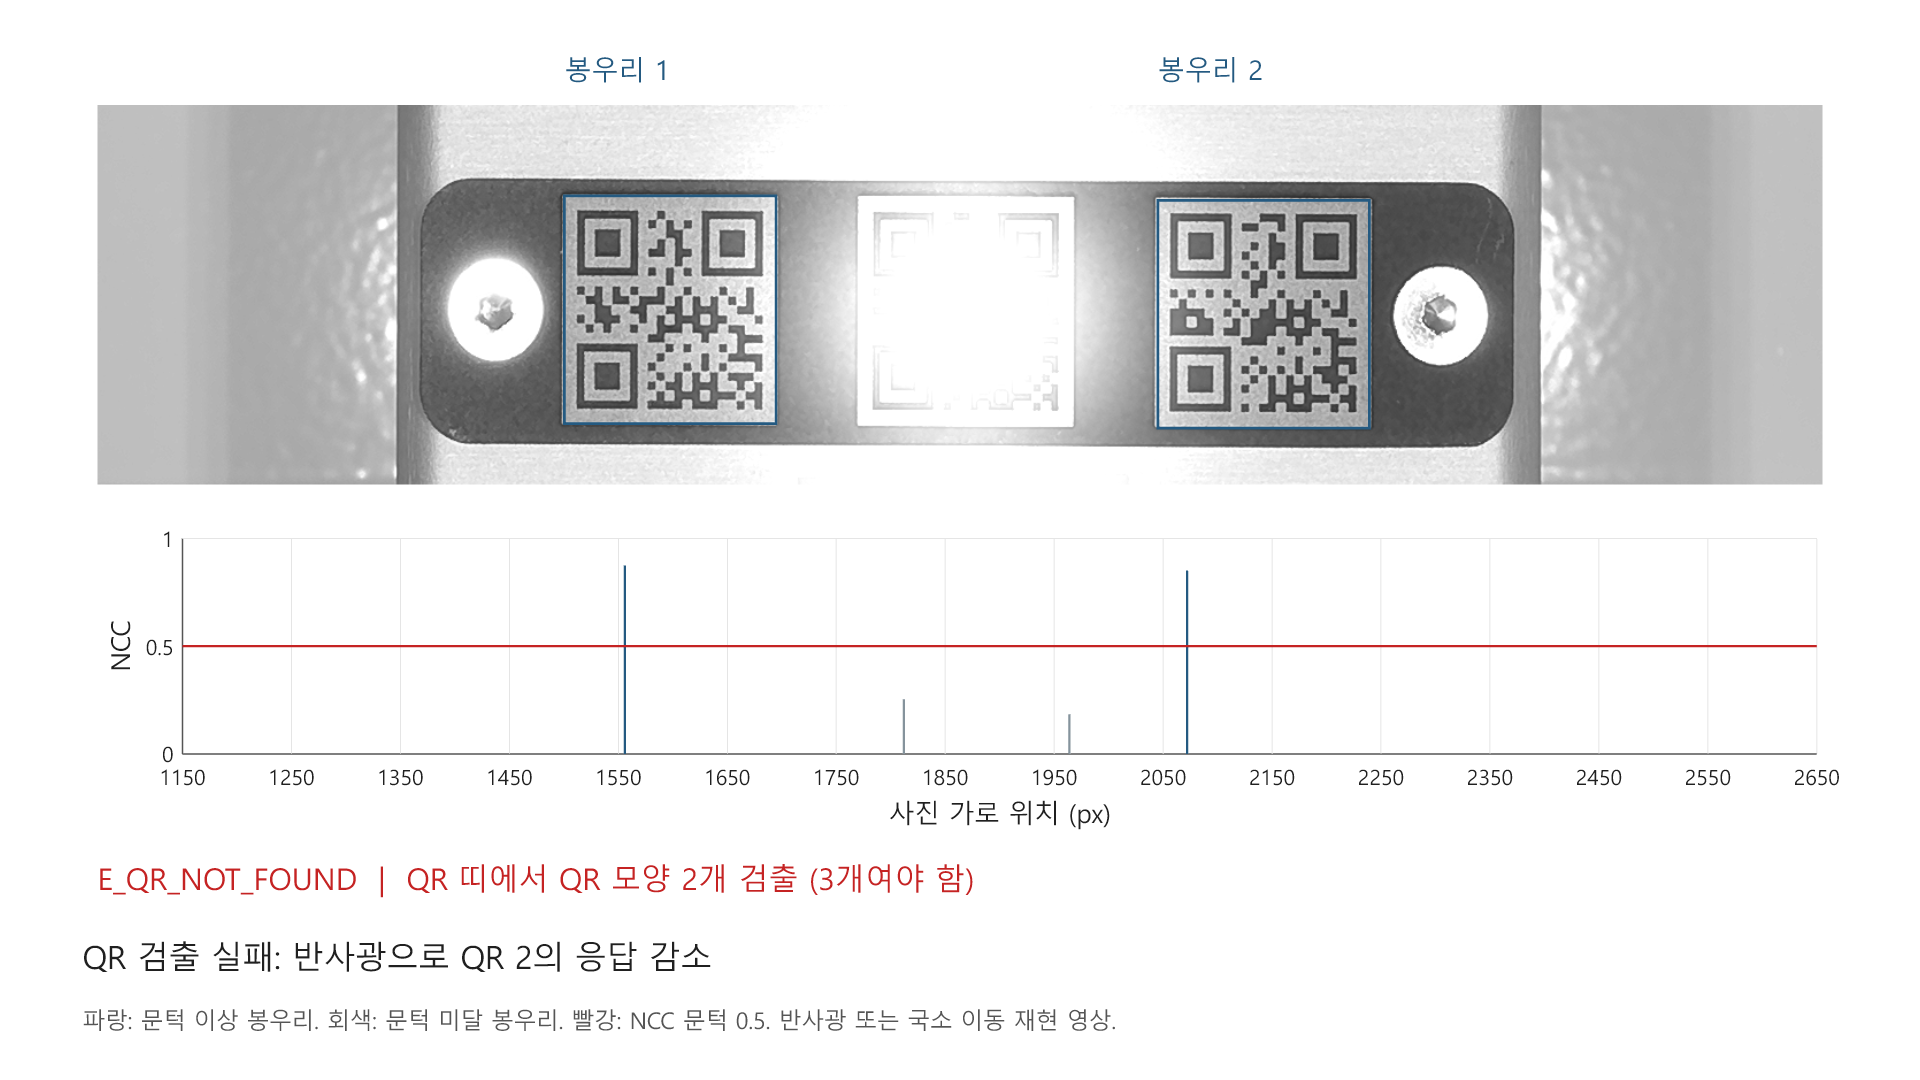 봉우리 1
봉우리 2
1
NCC
0.5
0
1150 1250 1350 1450 1550 1650 1750 1850 1950 2050 2150 2250 2350 2450 2550 2650
사진 가로 위치 (px)
E_QR_NOT_FOUND | QR 띠에서 QR 모양 2개 검출 (3개여야 함)
QR 검출 실패: 반사광으로 QR 2의 응답 감소
파랑: 문턱 이상 봉우리. 회색: 문턱 미달 봉우리. 빨강: NCC 문턱 0.5. 반사광 또는 국소 이동 재현 영상.